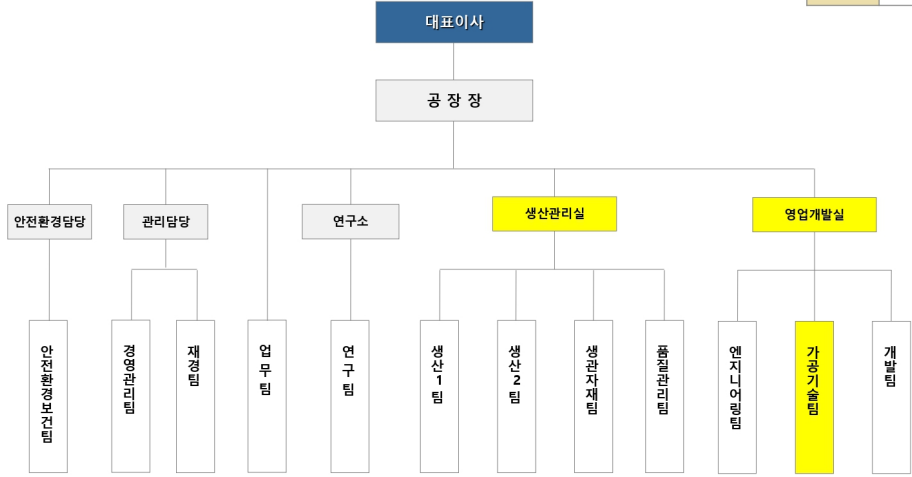 대표이사
공 장 장
안전환경담당
관리담당
연구소
생산관리실
영업개발실
안전환경보건팀
경영관리팀
재경팀
업무팀
연구팀
생산1팀
생산2팀
생관자재팀
품질관리팀
엔지니어링팀
가공기술팀
개발팀